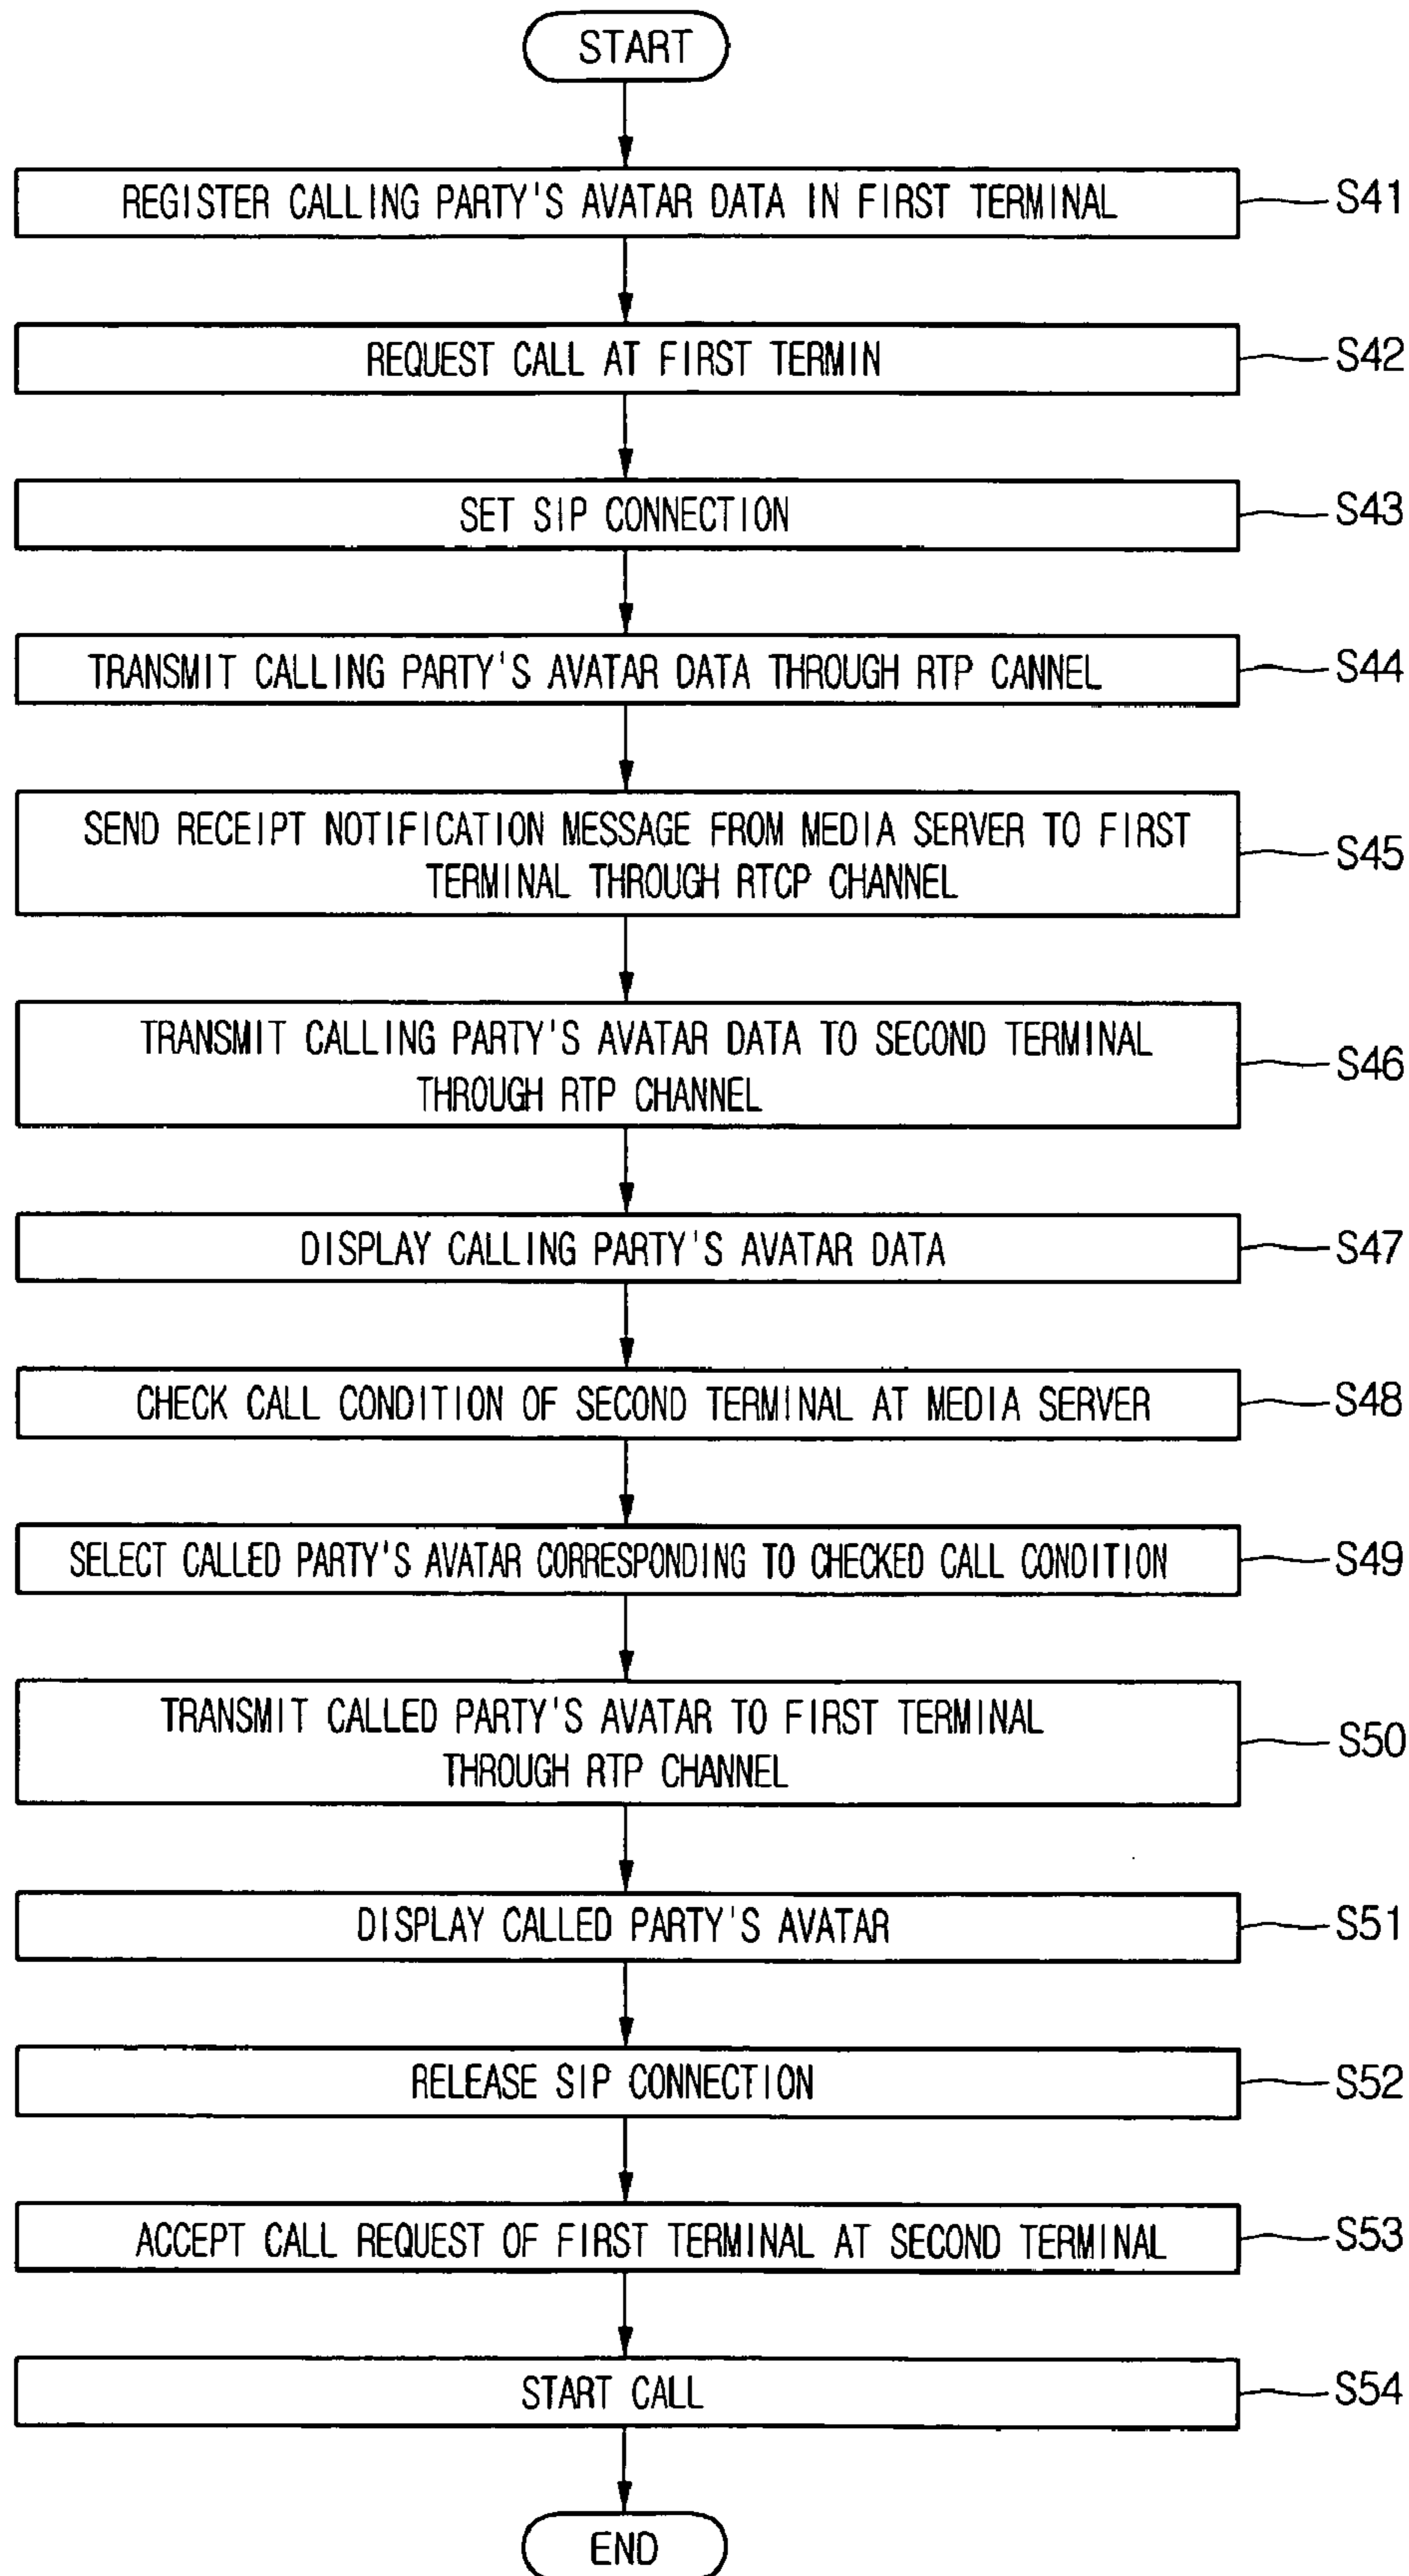 START
REGISTER CALLING PARTY'S AVATAR DATA IN FIRST TERMINAL
S41
REQUEST CALL AT FIRST TERMIN
S42
SET SIP CONNECTION
S43
TRANSMIT CALLING PARTY'S AVATAR DATA THROUGH RTP CANNEL
S44
SEND RECEIPT NOTIFICATION MESSAGE FROM MEDIA SERVER TO FIRST
TERMINAL THROUGH RTCP CHANNEL
S45
TRANSMIT CALLING PARTY'S AVATAR DATA TO SECOND TERMINAL
THROUGH RTP CHANNEL
S46
DISPLAY CALLING PARTY'S AVATAR DATA
S47
CHECK CALL CONDITION OF SECOND TERMINAL AT MEDIA SERVER
S48
SELECT CALLED PARTY'S AVATAR CORRESPONDING TO CHECKED CALL CONDITION
S49
TRANSMIT CALLED PARTY'S AVATAR TO FIRST TERMINAL
THROUGH RTP CHANNEL
S50
DISPLAY CALLED PARTY'S AVATAR
S51
RELEASE SIP CONNECTION
S52
ACCEPT CALL REQUEST OF FIRST TERMINAL AT SECOND TERMINAL
S53
START CALL
S54
END